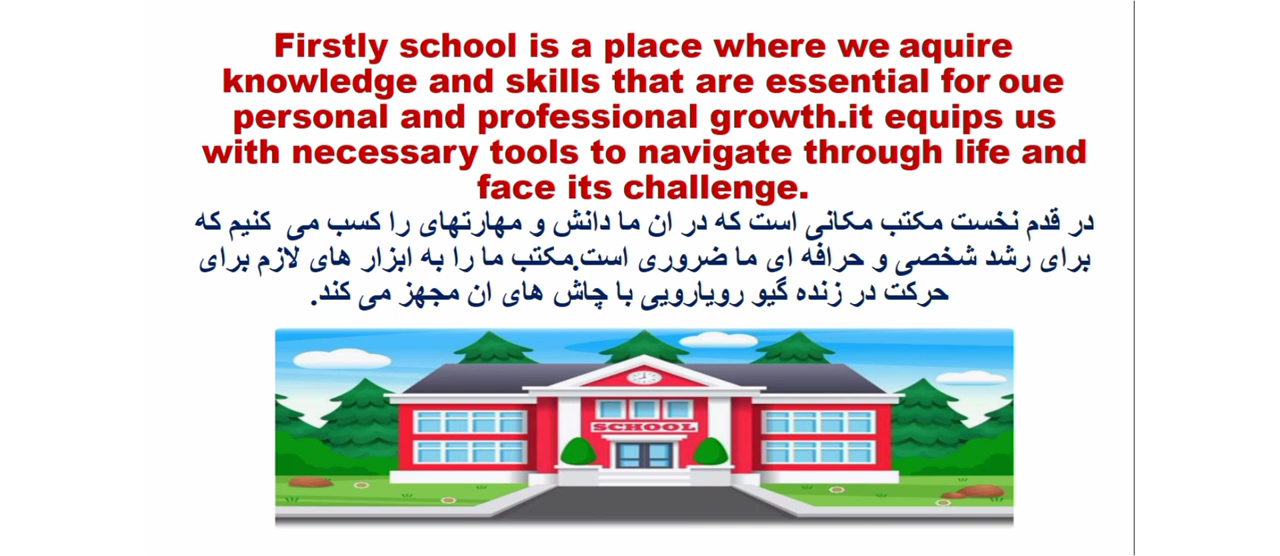 Firstly school is a place where we aquire
knowledge and skills that are essential for oue
personal and professional growth.it equips us
with necessary tools to navigate through life and
face its challenge.
در قدم نخست مکتب مکانی است که در ان ما دانش و مهارتهای را کسب می کنیم که
برای رشد شخصی و حرافه ای ما ضروری است.مکتب ما را به ابزار های لازم برای
حرکت در زنده گیو رویارویی با چاش های ان مجهز می کند.
SCHOOL